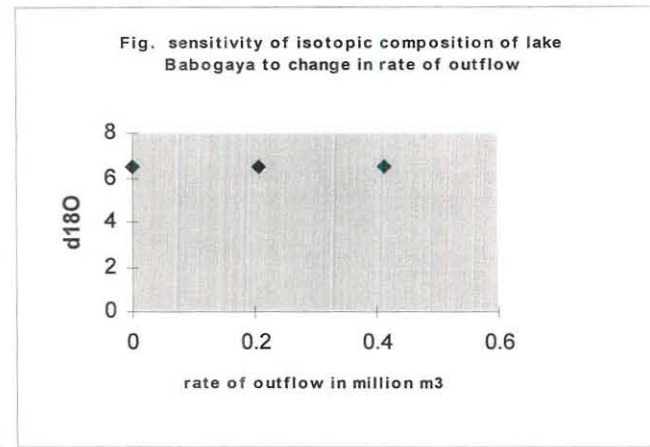 Fig. sensitivity of isotopic composition of lake
Babogaya to change in rate of outflow
8
6
4
2
0
d18O
0 0.2 0.4 0.6
rate of outflow in million m3